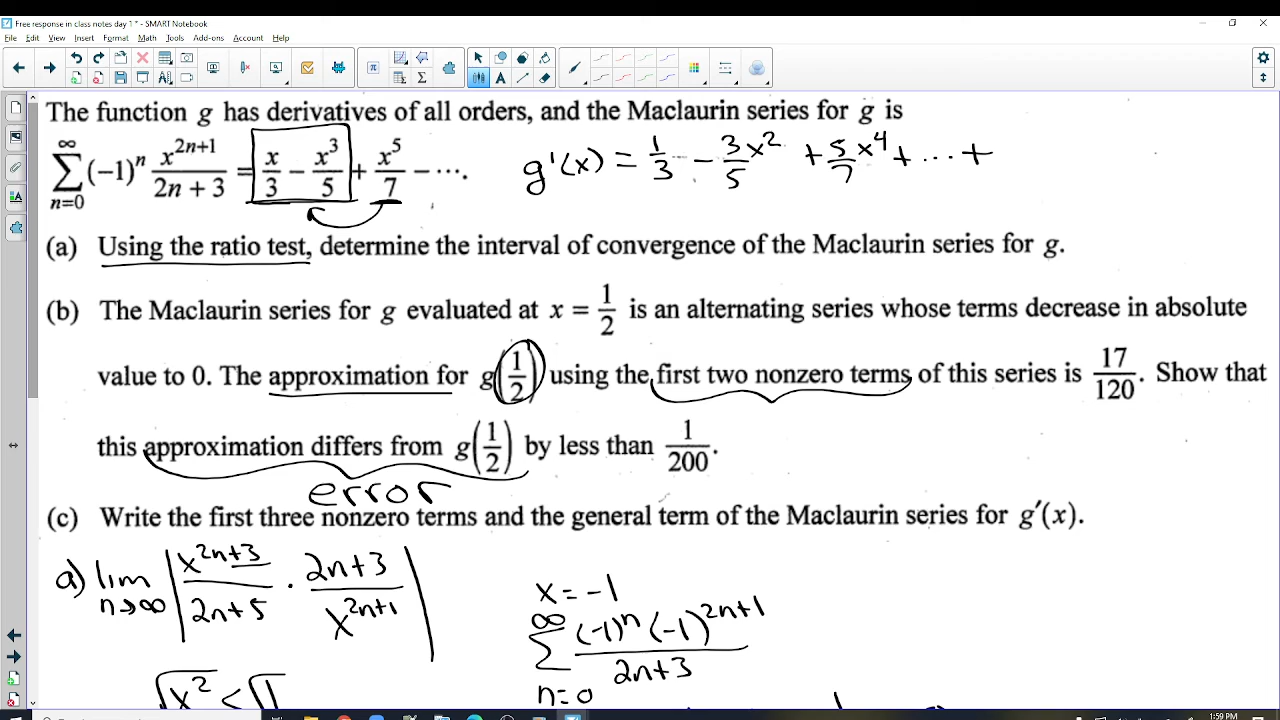 Free response in class notes day 1 * - SMART Notebook
File Edit View Insert Format Math Tools Add-ons Account Help
The function g has derivatives of all orders, and the Maclaurin series for g is
∞ Σ n=0 (−1)^n x^(2n+1) / (2n + 3) = x/3 − x^3/5 + x^5/7 − ⋯.
g'(x) = 1/3 − 3/5 x^2 + 5/7 x^4 + ... +
(a) Using the ratio test, determine the interval of convergence of the Maclaurin series for g.
(b) The Maclaurin series for g evaluated at x = 1/2 is an alternating series whose terms decrease in absolute
value to 0. The approximation for g(1/2) using the first two nonzero terms of this series is 17/120. Show that
this approximation differs from g(1/2) by less than 1/200.
error
(c) Write the first three nonzero terms and the general term of the Maclaurin series for g′(x).
a) lim n→∞ | x^(2n+3) / (2n+5) · (2n+3) / x^(2n+1) |
√x^2 < √1
x = -1
∞ Σ n=0 (-1)^n (-1)^(2n+1) / (2n+3)
1:59 PM